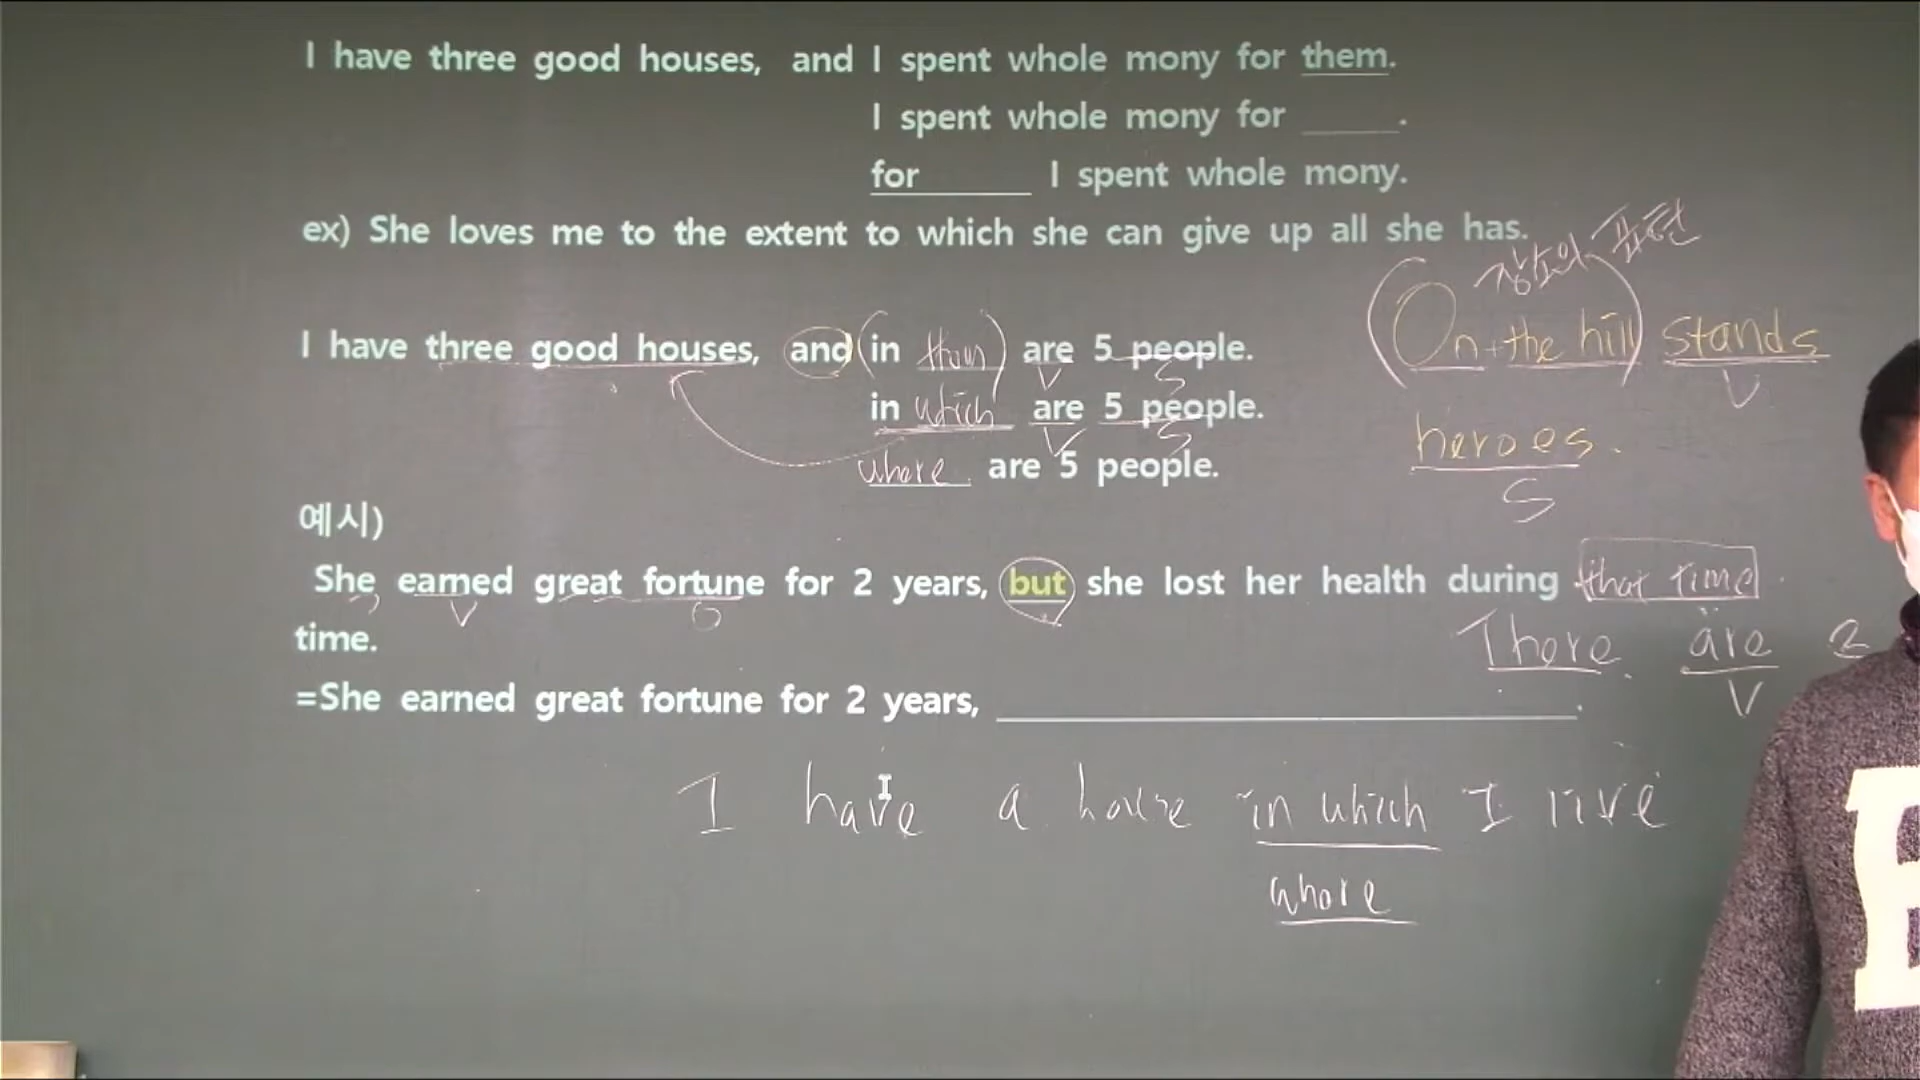 I have three good houses, and I spent whole mony for them.
I spent whole mony for ______.
for ______ I spent whole mony.
ex) She loves me to the extent to which she can give up all she has.
장소의 표현
I have three good houses, and (in them) are 5 people.
V S
(On the hill) stands
V
in which are 5 people.
V S
heroes.
S
where are 5 people.
예시)
She earned great fortune for 2 years, but she lost her health during that time
S V O
time.
There are 2
V
=She earned great fortune for 2 years, ______.
I have a house in which I live
where
B